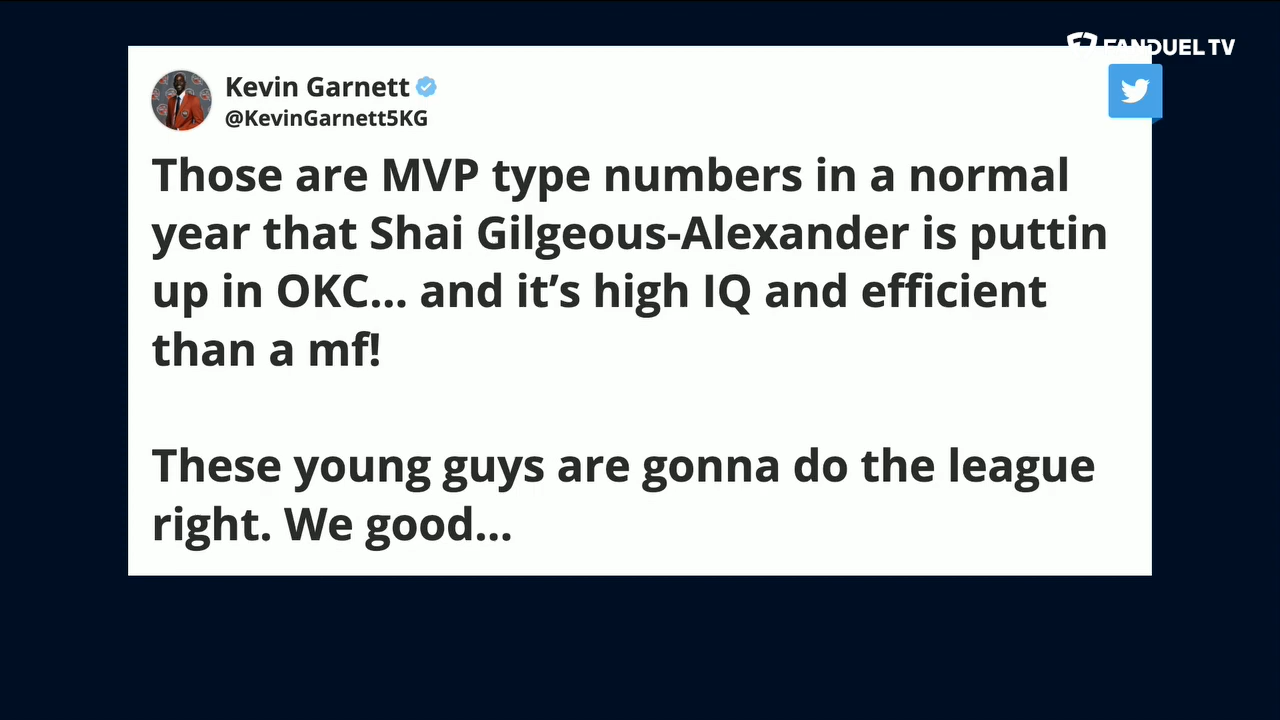 FANDUEL TV
Kevin Garnett
@KevinGarnett5KG
Those are MVP type numbers in a normal
year that Shai Gilgeous-Alexander is puttin
up in OKC... and it’s high IQ and efficient
than a mf!
These young guys are gonna do the league
right. We good...